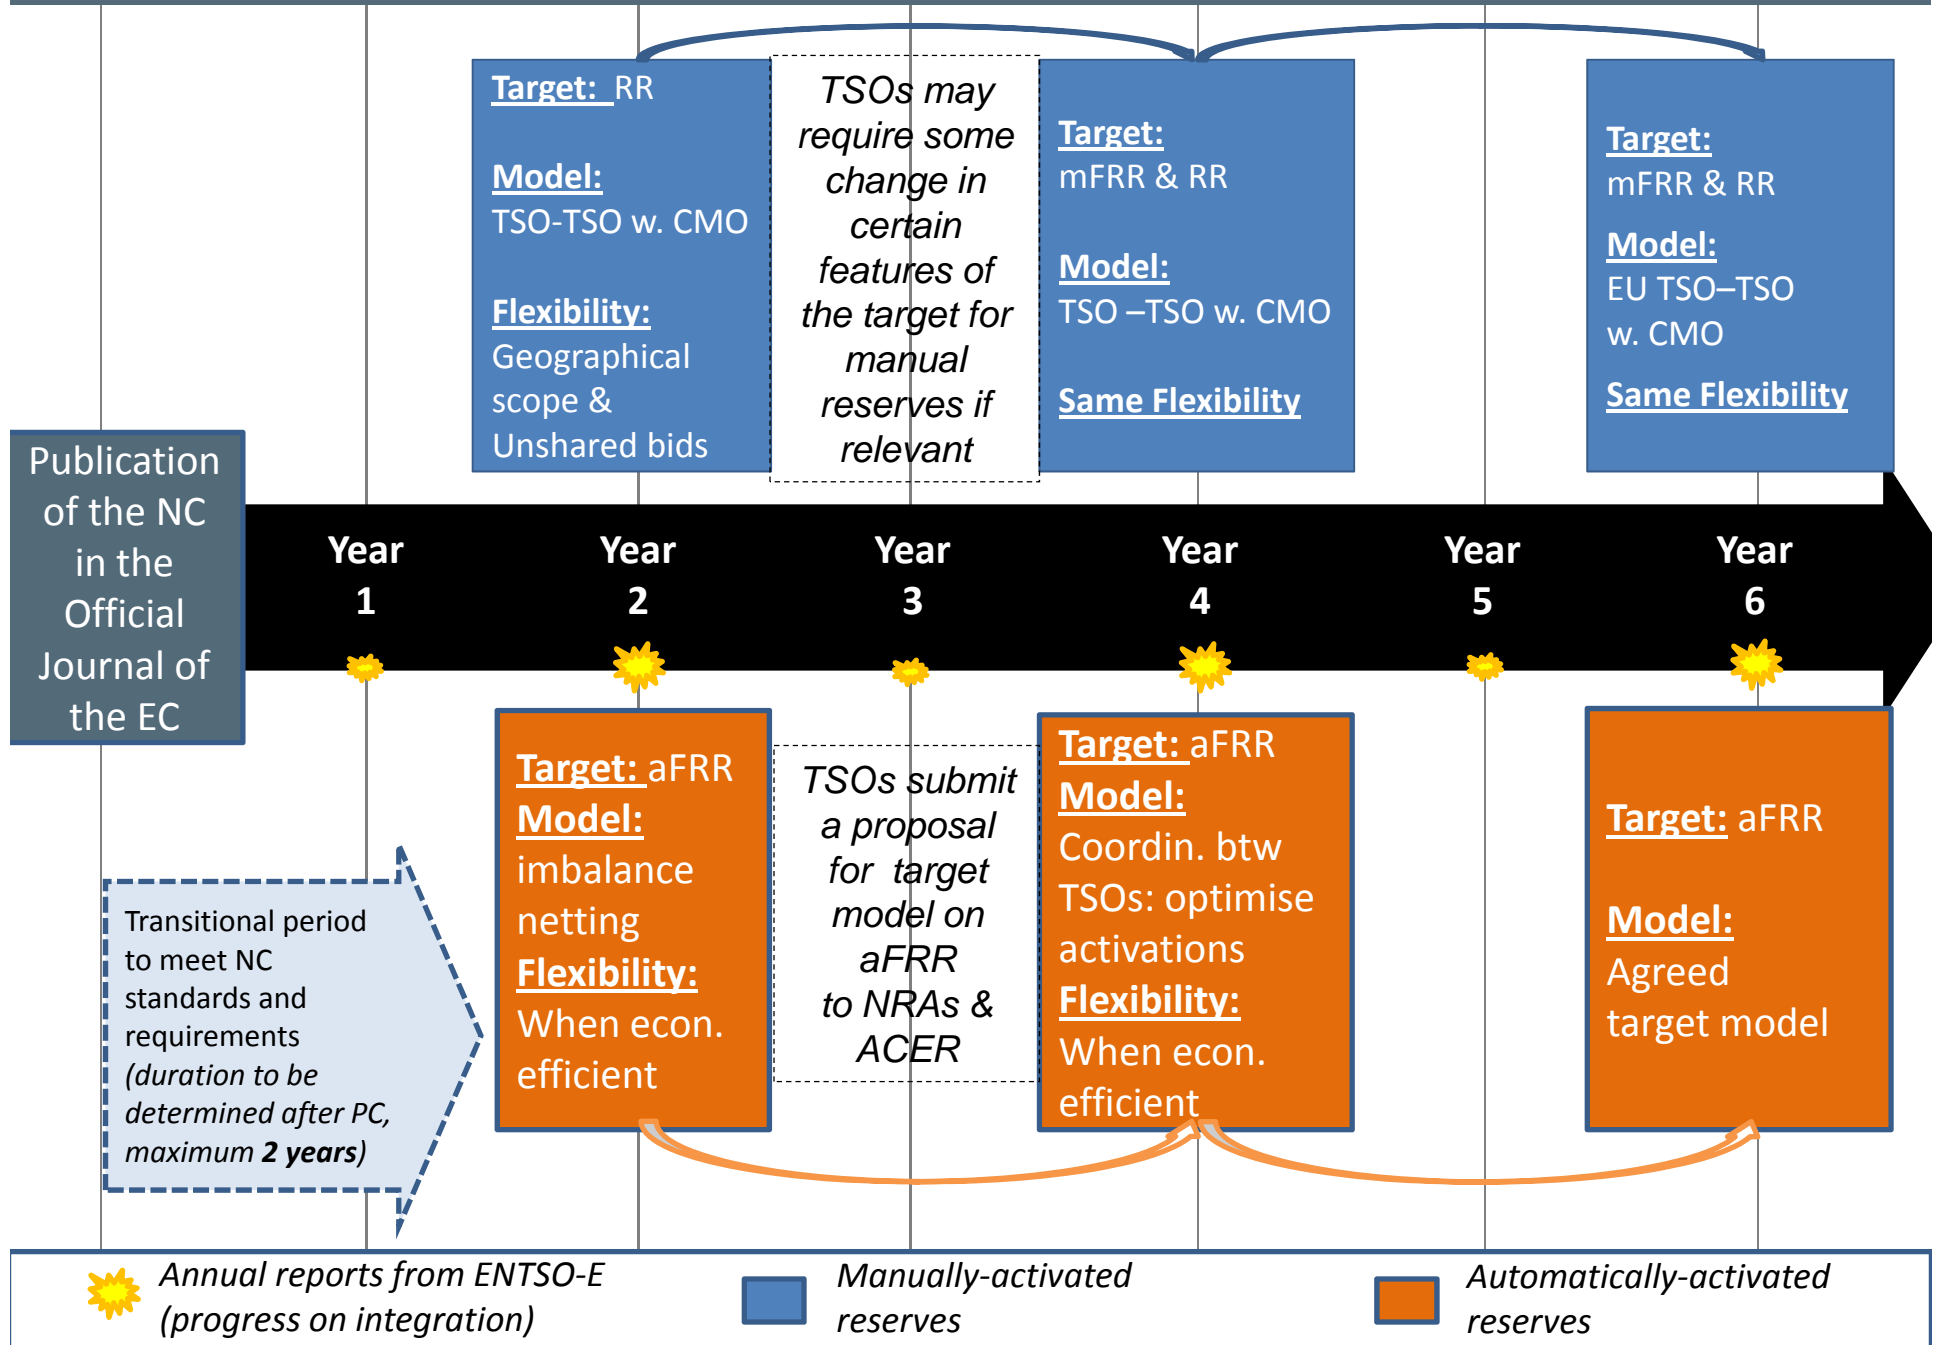 Target: RR
Model:
TSO-TSO w. CMO
Flexibility:
Geographical
scope &
Unshared bids
TSOs may
require some
change in
certain
features of
the target for
manual
reserves if
relevant
Target:
mFRR & RR
Model:
TSO –TSO w. CMO
Same Flexibility
Target:
mFRR & RR
Model:
EU TSO–TSO
w. CMO
Same Flexibility
Publication
of the NC
in the
Official
Journal of
the EC
Year
1
Year
2
Year
3
Year
4
Year
5
Year
6
Transitional period
to meet NC
standards and
requirements
(duration to be
determined after PC,
maximum 2 years)
Target: aFRR
Model:
imbalance
netting
Flexibility:
When econ.
efficient
TSOs submit
a proposal
for target
model on
aFRR
to NRAs &
ACER
Target: aFRR
Model:
Coordin. btw
TSOs: optimise
activations
Flexibility:
When econ.
efficient
Target: aFRR
Model:
Agreed
target model
Annual reports from ENTSO-E
(progress on integration)
Manually-activated
reserves
Automatically-activated
reserves